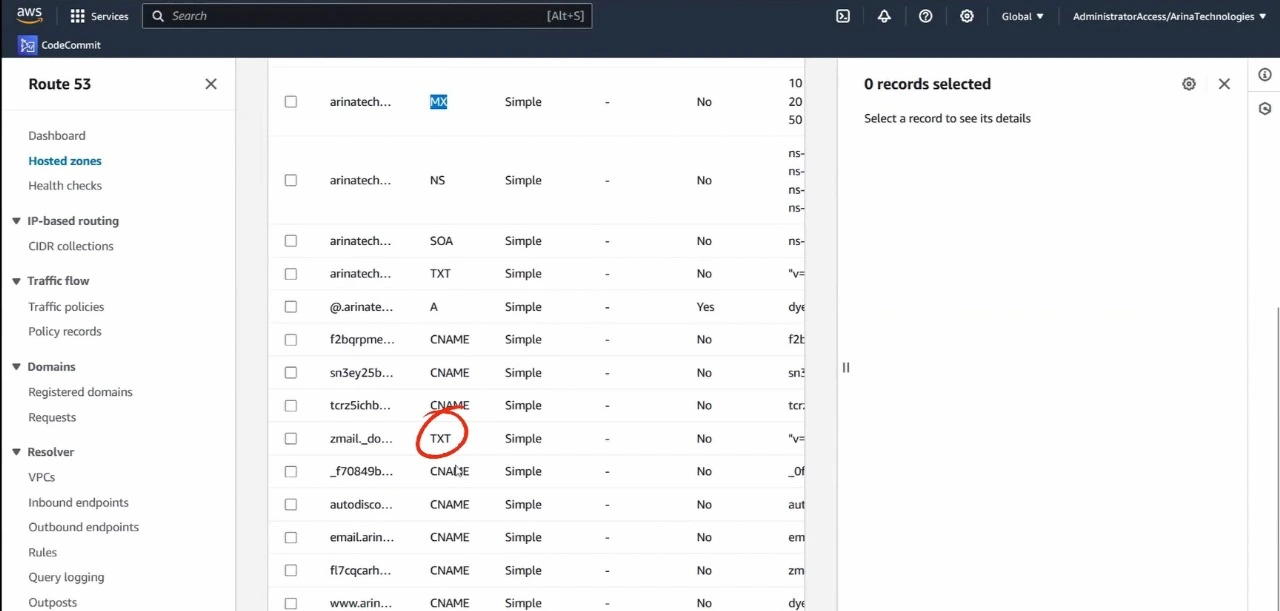 aws Services Search [Alt+S] Global AdministratorAccess/ArinaTechnologies
CodeCommit
Route 53
Dashboard
Hosted zones
Health checks
IP-based routing
CIDR collections
Traffic flow
Traffic policies
Policy records
Domains
Registered domains
Requests
Resolver
VPCs
Inbound endpoints
Outbound endpoints
Rules
Query logging
Outposts
10
arinatech... MX Simple - No 20
50
ns-
ns-
arinatech... NS Simple - No
ns-
ns-
arinatech... SOA Simple - No ns-
arinatech... TXT Simple - No "v=
@.arinate... A Simple - Yes dye
f2bqrpme... CNAME Simple - No f2b
sn3ey25b... CNAME Simple - No sn3
tcrz5ichb... CNAME Simple - No tcr
zmail._do... TXT Simple - No "v=
_f70849b... CNAME Simple - No _0f
autodisco... CNAME Simple - No aut
email.arin... CNAME Simple - No em
fl7cqcarh... CNAME Simple - No zm
www.arin... CNAME Simple - No dye
0 records selected
Select a record to see its details